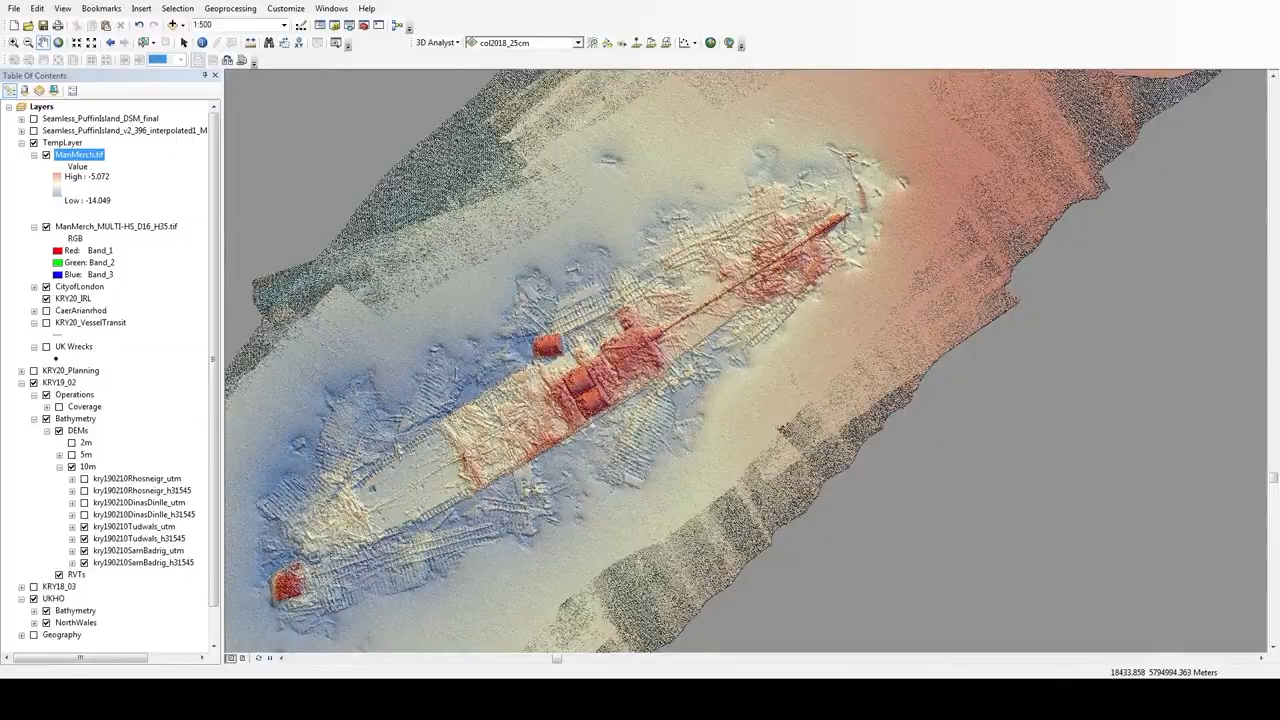 File Edit View Bookmarks Insert Selection Geoprocessing Customize Windows Help
1:500
3D Analyst col2018_25cm
Table Of Contents
Layers
Seamless_PuffinIsland_DSM_final
Seamless_PuffinIsland_v2_396_interpolated1_M
TempLayer
ManMerch.tif
Value
High : -5.072
Low : -14.049
ManMerch_MULTI-HS_D16_H35.tif
RGB
Red: Band_1
Green: Band_2
Blue: Band_3
CityofLondon
KRY20_IRL
CaerArianrhod
KRY20_VesselTransit
UK Wrecks
KRY20_Planning
KRY19_02
Operations
Coverage
Bathymetry
DEMs
2m
5m
10m
kry190210Rhosneigr_utm
kry190210Rhosneigr_h31545
kry190210DinasDinlle_utm
kry190210DinasDinlle_h31545
kry190210Tudwals_utm
kry190210Tudwals_h31545
kry190210SarnBadrig_utm
kry190210SarnBadrig_h31545
RVTs
KRY18_03
UKHO
Bathymetry
NorthWales
Geography
18433.858 5794994.363 Meters